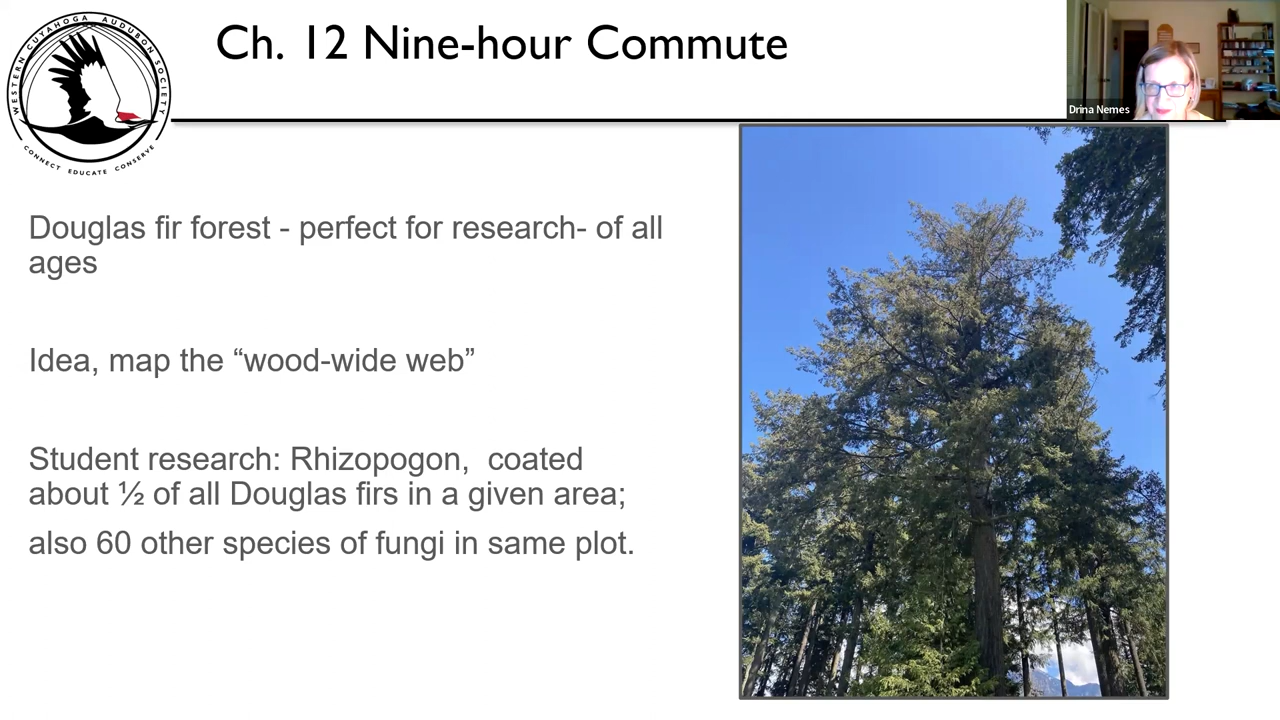 WESTERN CUYAHOGA AUDUBON SOCIETY
CONNECT EDUCATE CONSERVE
Ch. 12 Nine-hour Commute
Drina Nemes
Douglas fir forest - perfect for research- of all
ages
Idea, map the “wood-wide web”
Student research: Rhizopogon,  coated
about ½ of all Douglas firs in a given area;
also 60 other species of fungi in same plot.